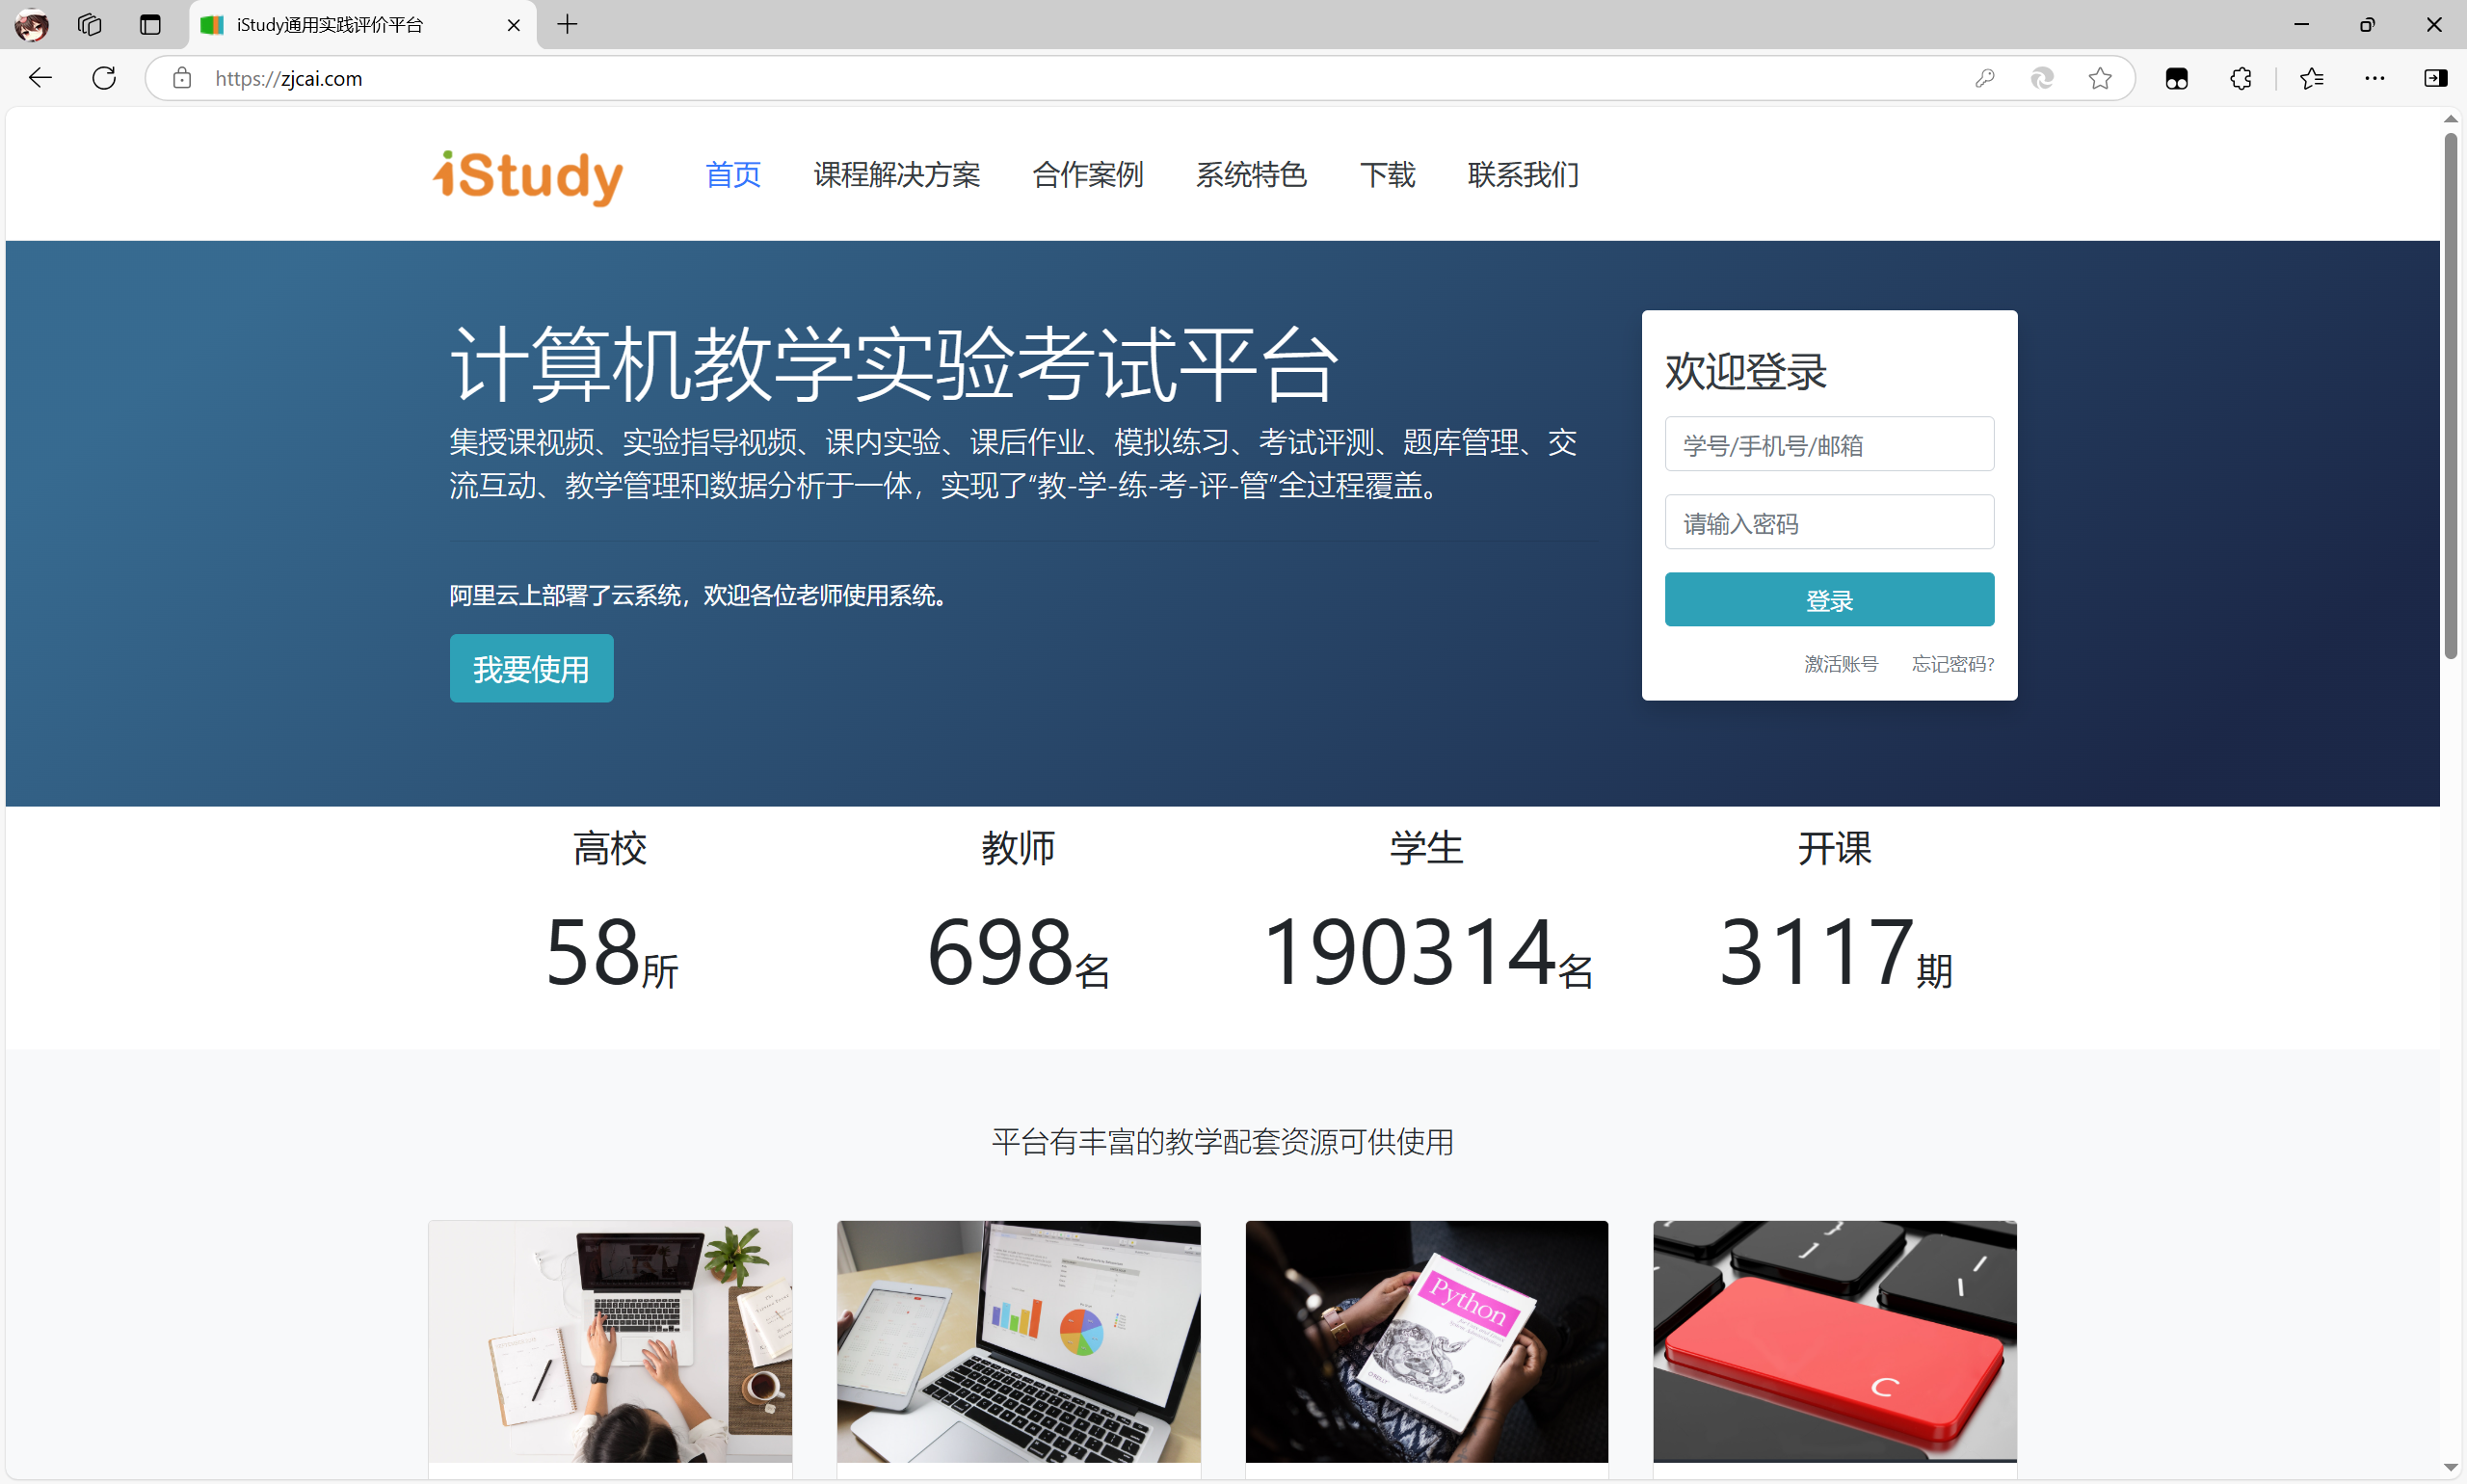 iStudy通用实践评价平台
https://zjcai.com
iStudy
首页
课程解决方案
合作案例
系统特色
下载
联系我们
计算机教学实验考试平台
集授课视频、实验指导视频、课内实验、课后作业、模拟练习、考试评测、题库管理、交
流互动、教学管理和数据分析于一体，实现了“教-学-练-考-评-管”全过程覆盖。
阿里云上部署了云系统，欢迎各位老师使用系统。
我要使用
欢迎登录
学号/手机号/邮箱
请输入密码
登录
激活账号
忘记密码?
高校
教师
学生
开课
58所
698名
190314名
3117期
平台有丰富的教学配套资源可供使用
Python
C